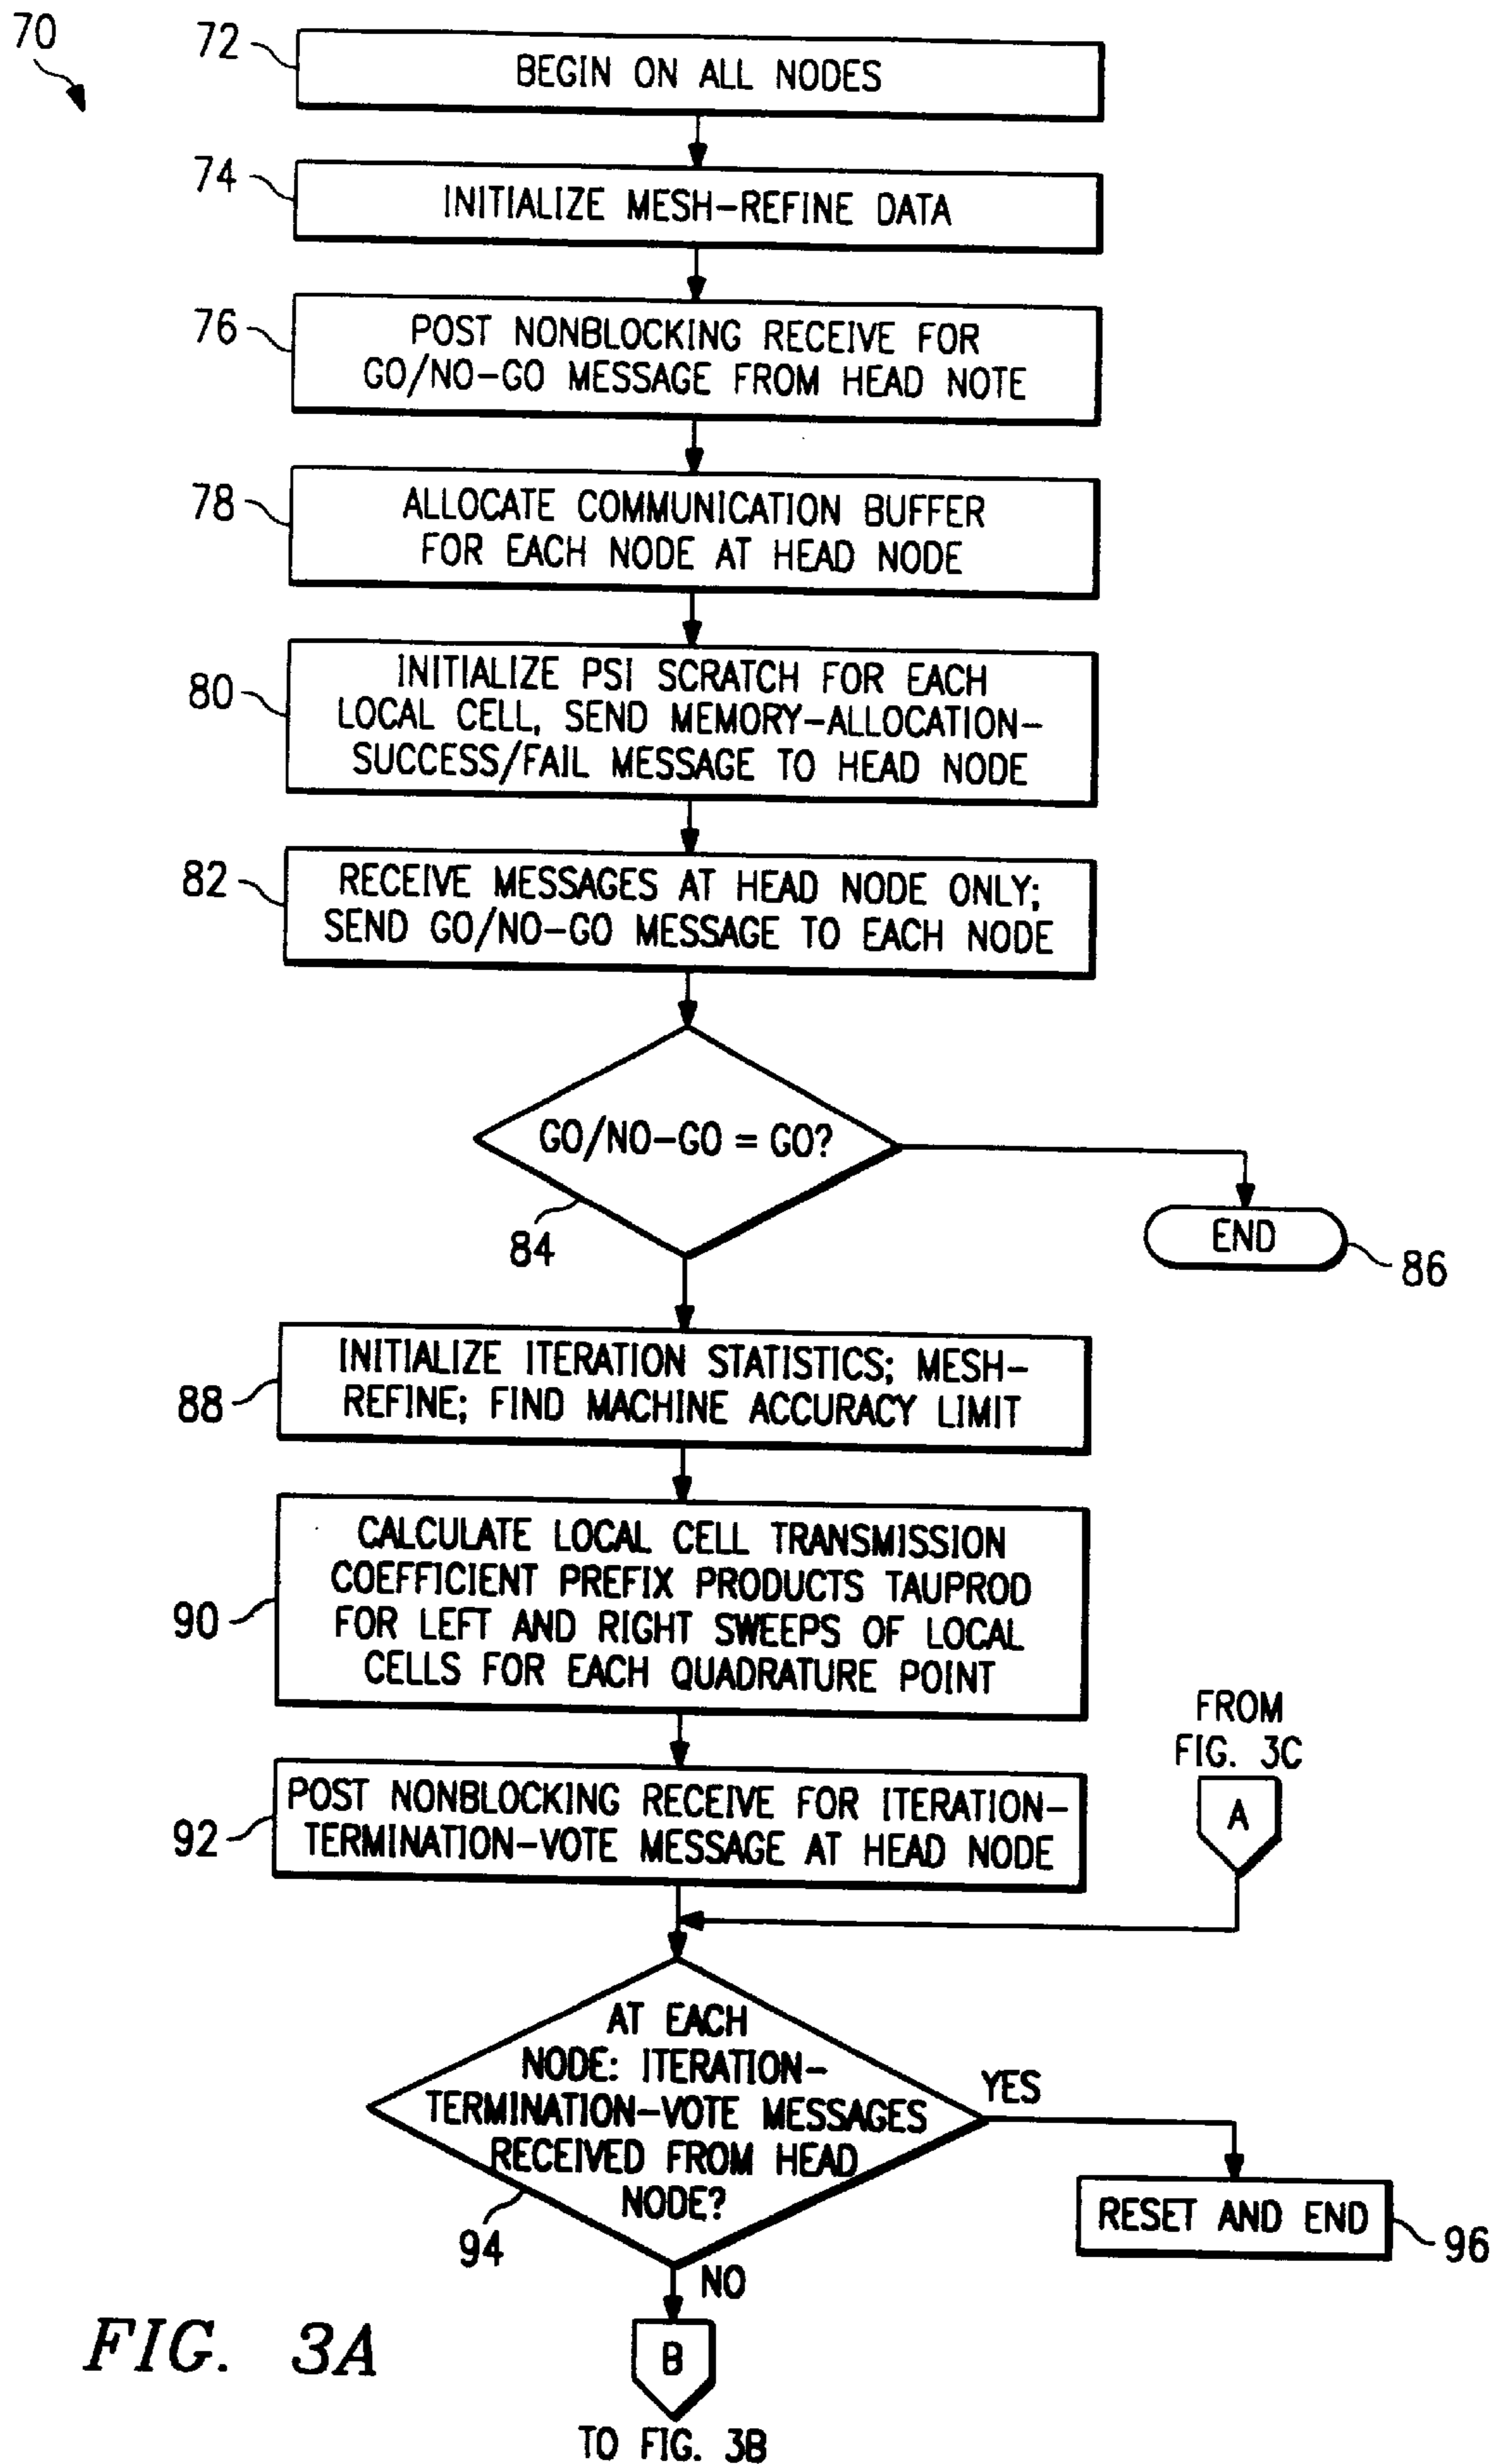 70
72
BEGIN ON ALL NODES
74
INITIALIZE MESH-REFINE DATA
76
POST NONBLOCKING RECEIVE FOR
GO/NO-GO MESSAGE FROM HEAD NOTE
78
ALLOCATE COMMUNICATION BUFFER
FOR EACH NODE AT HEAD NODE
80
INITIALIZE PSI SCRATCH FOR EACH
LOCAL CELL, SEND MEMORY-ALLOCATION-
SUCCESS/FAIL MESSAGE TO HEAD NODE
82
RECEIVE MESSAGES AT HEAD NODE ONLY;
SEND GO/NO-GO MESSAGE TO EACH NODE
GO/NO-GO = GO?
84
END
86
88
INITIALIZE ITERATION STATISTICS; MESH-
REFINE; FIND MACHINE ACCURACY LIMIT
90
CALCULATE LOCAL CELL TRANSMISSION
COEFFICIENT PREFIX PRODUCTS TAUPROD
FOR LEFT AND RIGHT SWEEPS OF LOCAL
CELLS FOR EACH QUADRATURE POINT
FROM
FIG. 3C
A
92
POST NONBLOCKING RECEIVE FOR ITERATION-
TERMINATION-VOTE MESSAGE AT HEAD NODE
AT EACH
NODE: ITERATION-
TERMINATION-VOTE MESSAGES
RECEIVED FROM HEAD
NODE?
94
YES
RESET AND END
96
NO
B
TO FIG. 3B
FIG. 3A